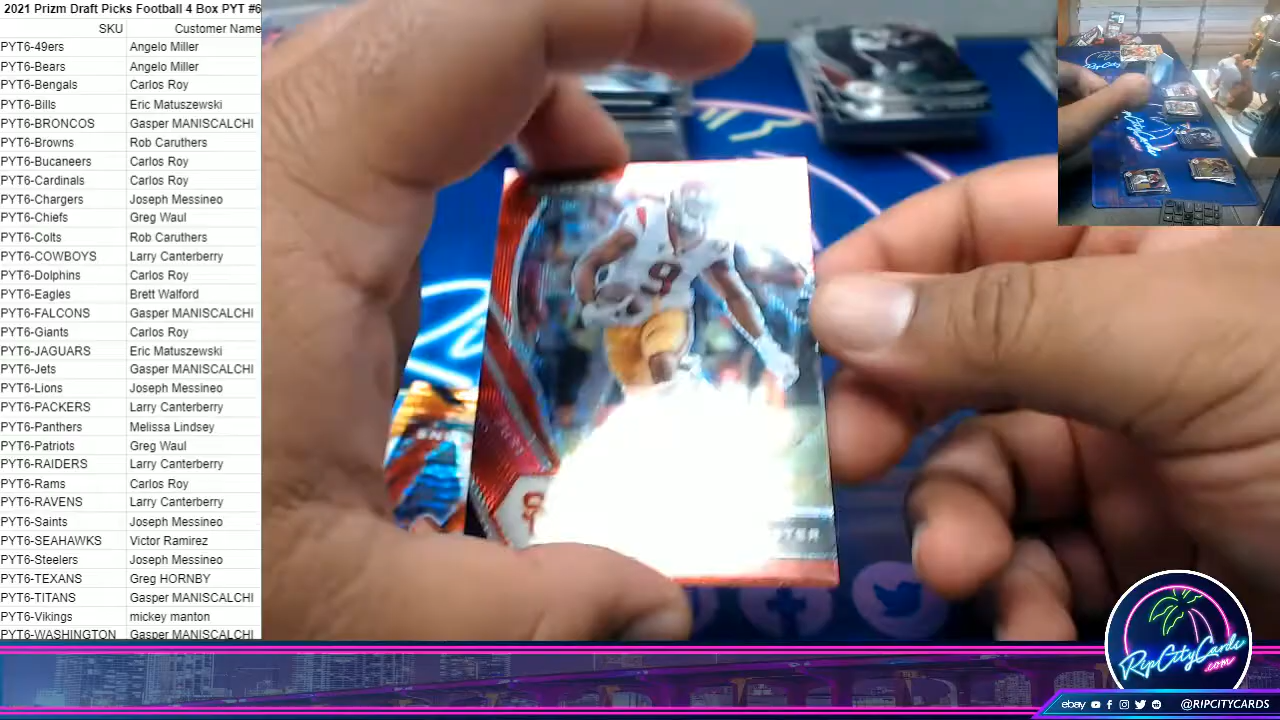 2021 Prizm Draft Picks Football 4 Box PYT #6
SKU Customer Name
PYT6-49ers Angelo Miller
PYT6-Bears Angelo Miller
PYT6-Bengals Carlos Roy
PYT6-Bills Eric Matuszewski
PYT6-BRONCOS Gasper MANISCALCHI
PYT6-Browns Rob Caruthers
PYT6-Bucaneers Carlos Roy
PYT6-Cardinals Carlos Roy
PYT6-Chargers Joseph Messineo
PYT6-Chiefs Greg Waul
PYT6-Colts Rob Caruthers
PYT6-COWBOYS Larry Canterberry
PYT6-Dolphins Carlos Roy
PYT6-Eagles Brett Walford
PYT6-FALCONS Gasper MANISCALCHI
PYT6-Giants Carlos Roy
PYT6-JAGUARS Eric Matuszewski
PYT6-Jets Gasper MANISCALCHI
PYT6-Lions Joseph Messineo
PYT6-PACKERS Larry Canterberry
PYT6-Panthers Melissa Lindsey
PYT6-Patriots Greg Waul
PYT6-RAIDERS Larry Canterberry
PYT6-Rams Carlos Roy
PYT6-RAVENS Larry Canterberry
PYT6-Saints Joseph Messineo
PYT6-SEAHAWKS Victor Ramirez
PYT6-Steelers Joseph Messineo
PYT6-TEXANS Greg HORNBY
PYT6-TITANS Gasper MANISCALCHI
PYT6-Vikings mickey manton
PYT6-WASHINGTON Gasper MANISCALCHI
9
RipCityCards
.com
ebay @RIPCITYCARDS